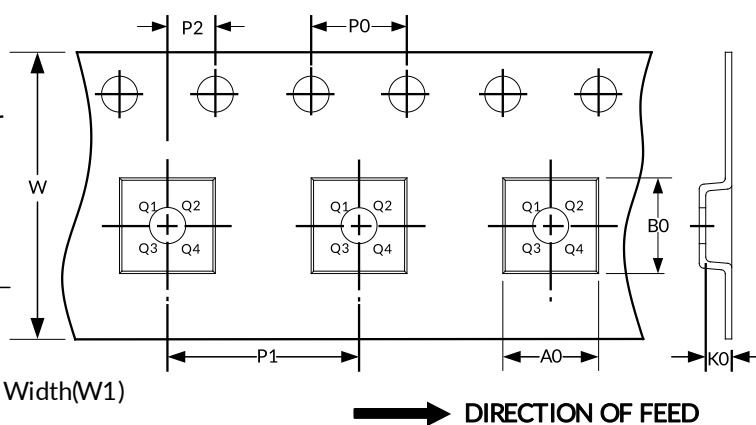 P2
P0
W
Q1 Q2
Q3 Q4
Q1 Q2
Q3 Q4
Q1 Q2
Q3 Q4
B0
P1
A0
K0
Width(W1)
DIRECTION OF FEED